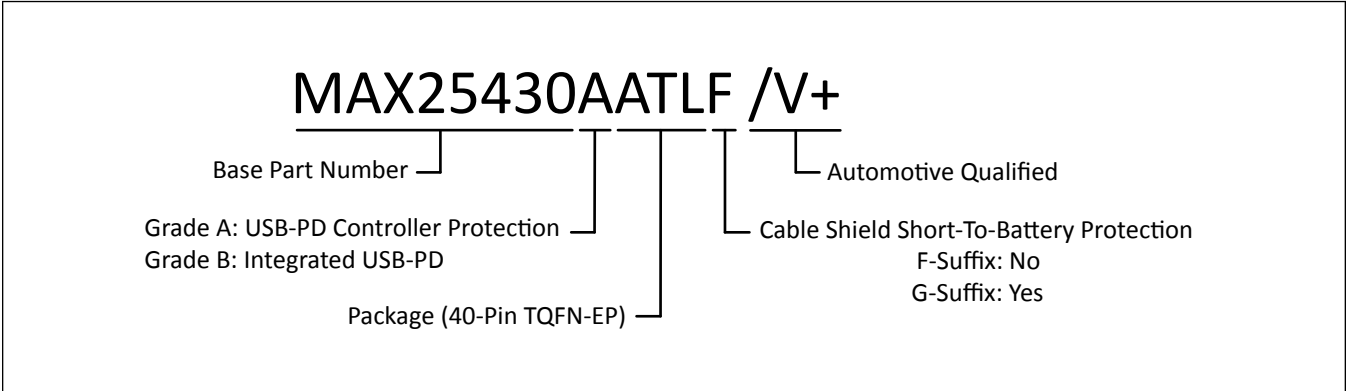 MAX25430AATLF /V+
Base Part Number
Automotive Qualified
Grade A: USB-PD Controller Protection
Grade B: Integrated USB-PD
Cable Shield Short-To-Battery Protection
F-Suffix: No
G-Suffix: Yes
Package (40-Pin TQFN-EP)